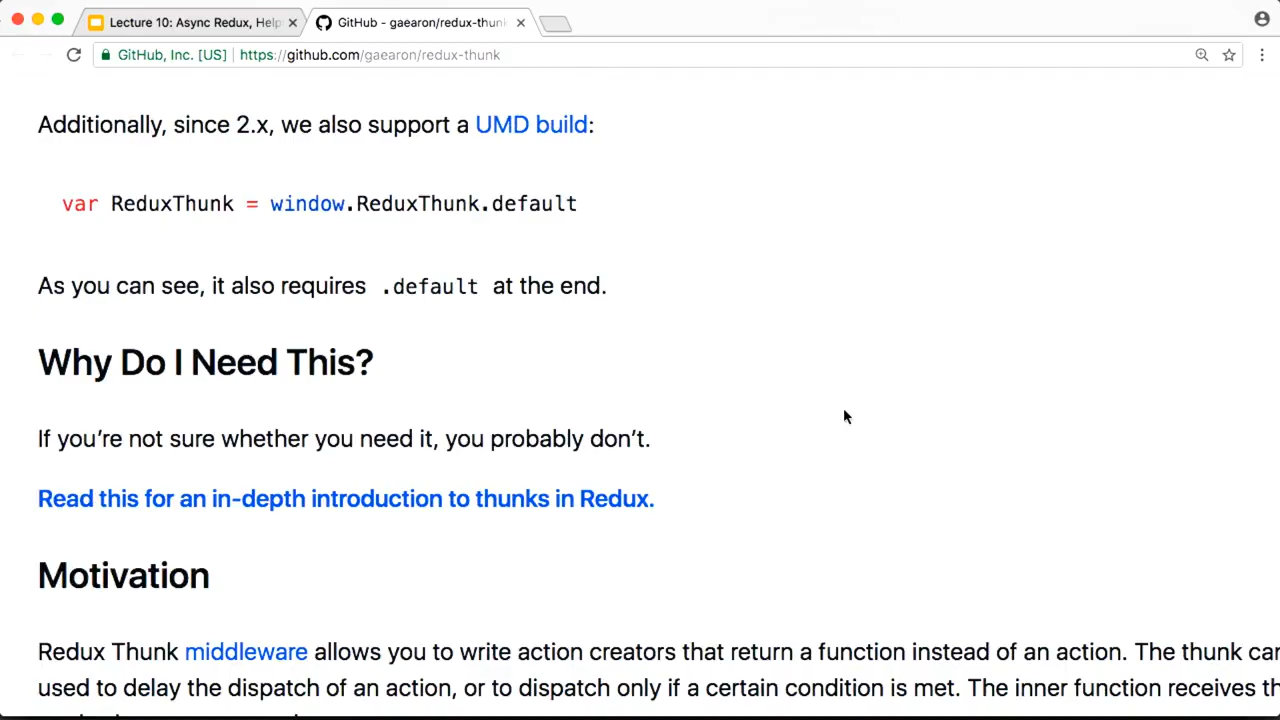 Lecture 10: Async Redux, Help
GitHub - gaearon/redux-thunk
GitHub, Inc. [US] | https://github.com/gaearon/redux-thunk
Additionally, since 2.x, we also support a UMD build:
var ReduxThunk = window.ReduxThunk.default
As you can see, it also requires .default at the end.
Why Do I Need This?
If you’re not sure whether you need it, you probably don’t.
Read this for an in-depth introduction to thunks in Redux.
Motivation
Redux Thunk middleware allows you to write action creators that return a function instead of an action. The thunk can
used to delay the dispatch of an action, or to dispatch only if a certain condition is met. The inner function receives th